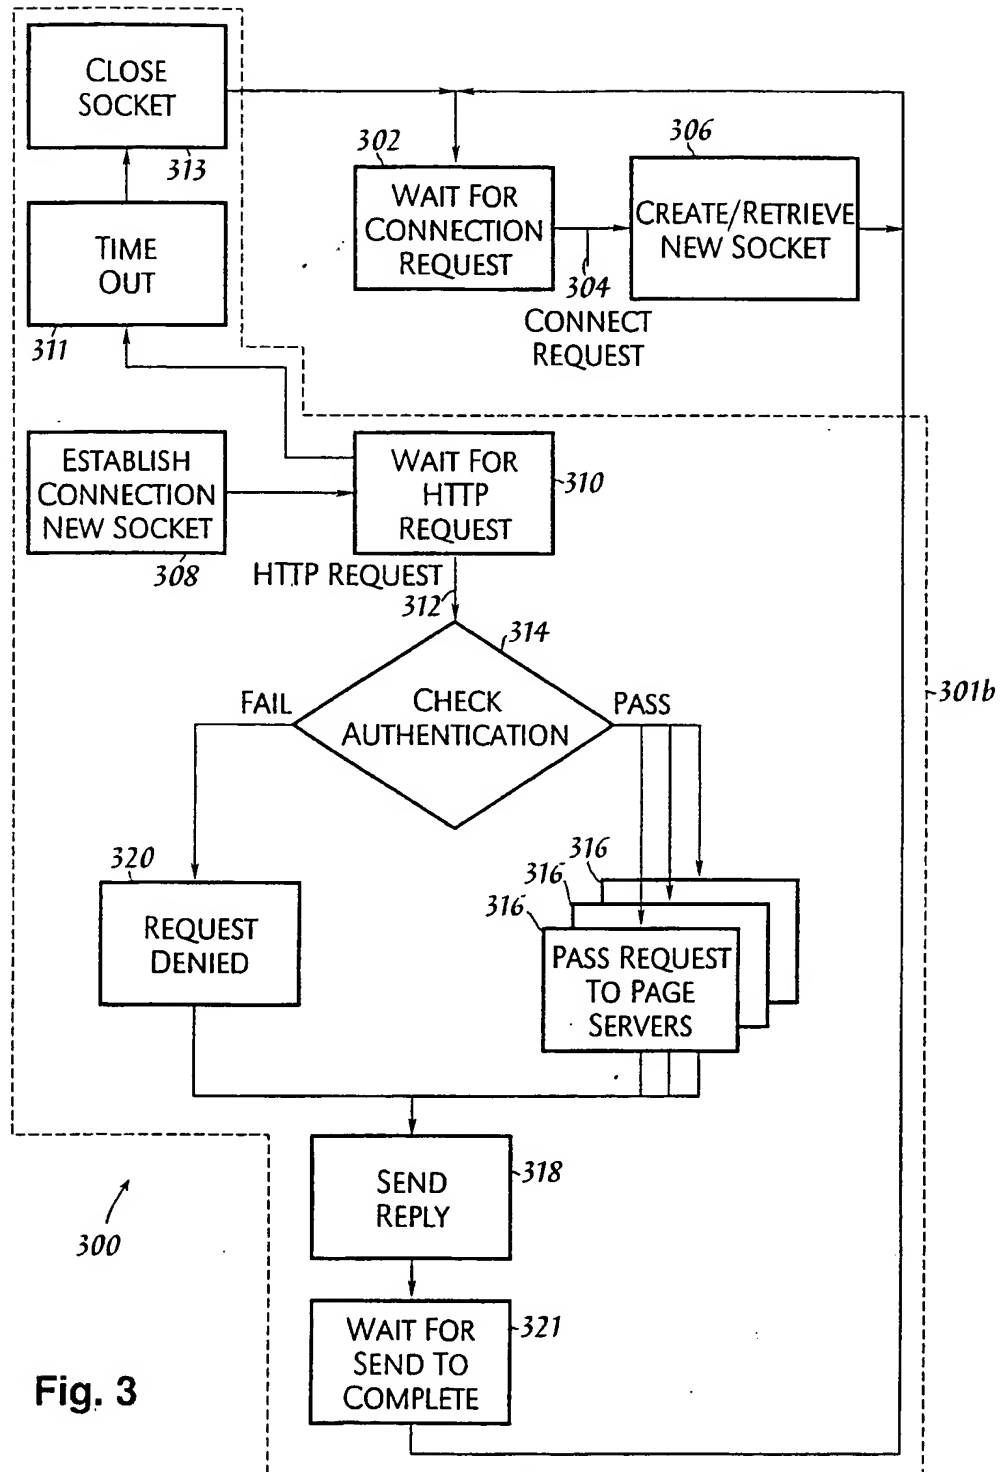 CLOSE
SOCKET
313
302
WAIT FOR
CONNECTION
REQUEST
304
CONNECT
REQUEST
306
CREATE/RETRIEVE
NEW SOCKET
TIME
OUT
311
ESTABLISH
CONNECTION
NEW SOCKET
308
WAIT FOR
HTTP
REQUEST
310
HTTP REQUEST
312
314
CHECK
AUTHENTICATION
FAIL
PASS
301b
320
REQUEST
DENIED
316
316
316
PASS REQUEST
TO PAGE
SERVERS
SEND
REPLY
318
300
WAIT FOR
SEND TO
COMPLETE
321
Fig. 3